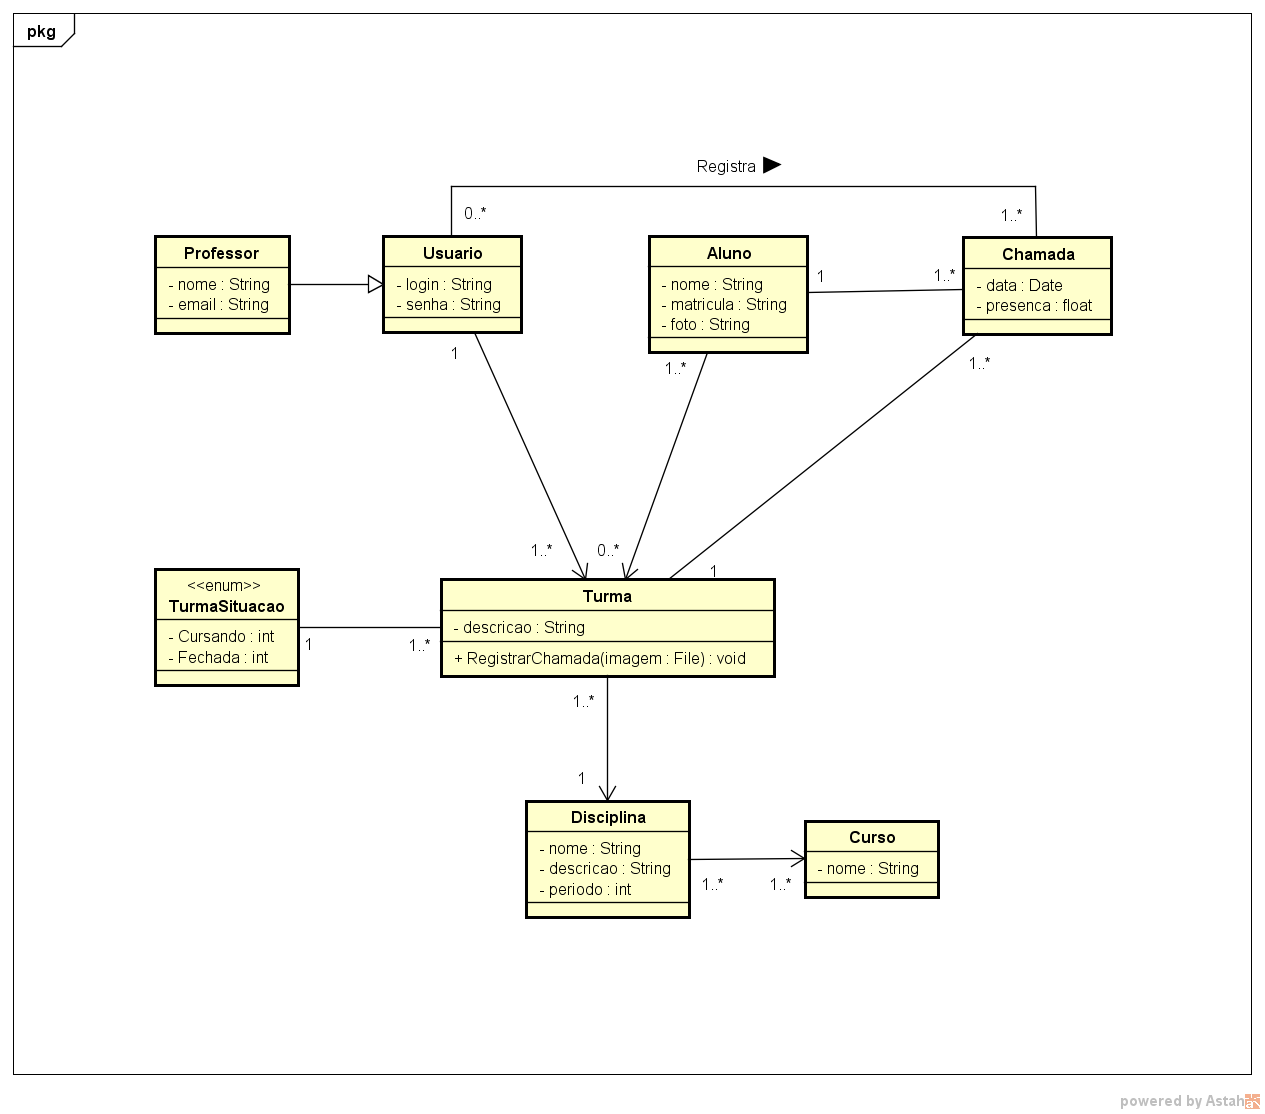 pkg
Registra
0..*
1..*
Professor
- nome : String
- email : String
Usuario
- login : String
- senha : String
Aluno
- nome : String
- matricula : String
- foto : String
1
1..*
Chamada
- data : Date
- presenca : float
1
1..*
1..*
1..*
0..*
1
<<enum>>
TurmaSituacao
- Cursando : int
- Fechada : int
1
1..*
Turma
- descricao : String
+ RegistrarChamada(imagem : File) : void
1..*
1
Disciplina
- nome : String
- descricao : String
- periodo : int
1..*
1..*
Curso
- nome : String
powered by Astah